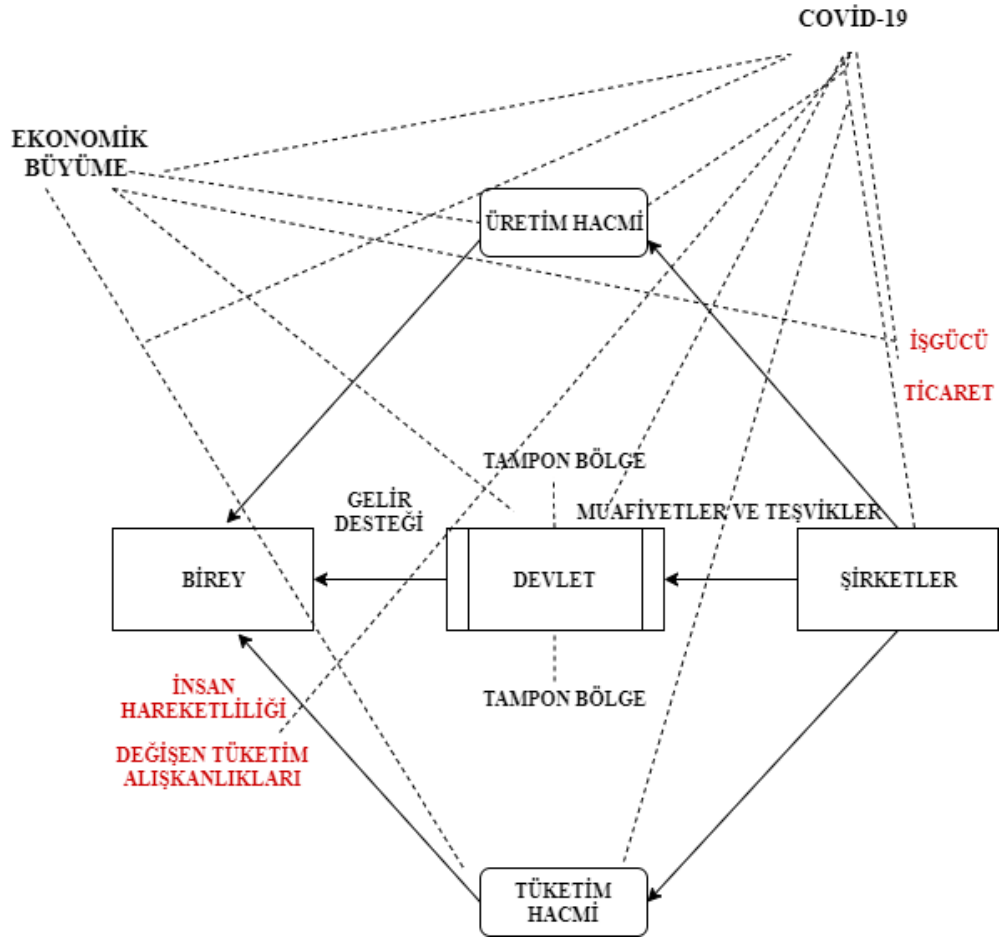 COVİD-19
EKONOMİK
BÜYÜME
ÜRETİM HACMİ
İŞGÜCÜ
TİCARET
TAMPON BÖLGE
GELİR
DESTEĞİ
MUAFİYETLER VE TEŞVİKLER
BİREY
DEVLET
ŞİRKETLER
İNSAN
HAREKETLİLİĞİ
TAMPON BÖLGE
DEĞİŞEN TÜKETİM
ALIŞKANLIKLARI
TÜKETİM
HACMİ